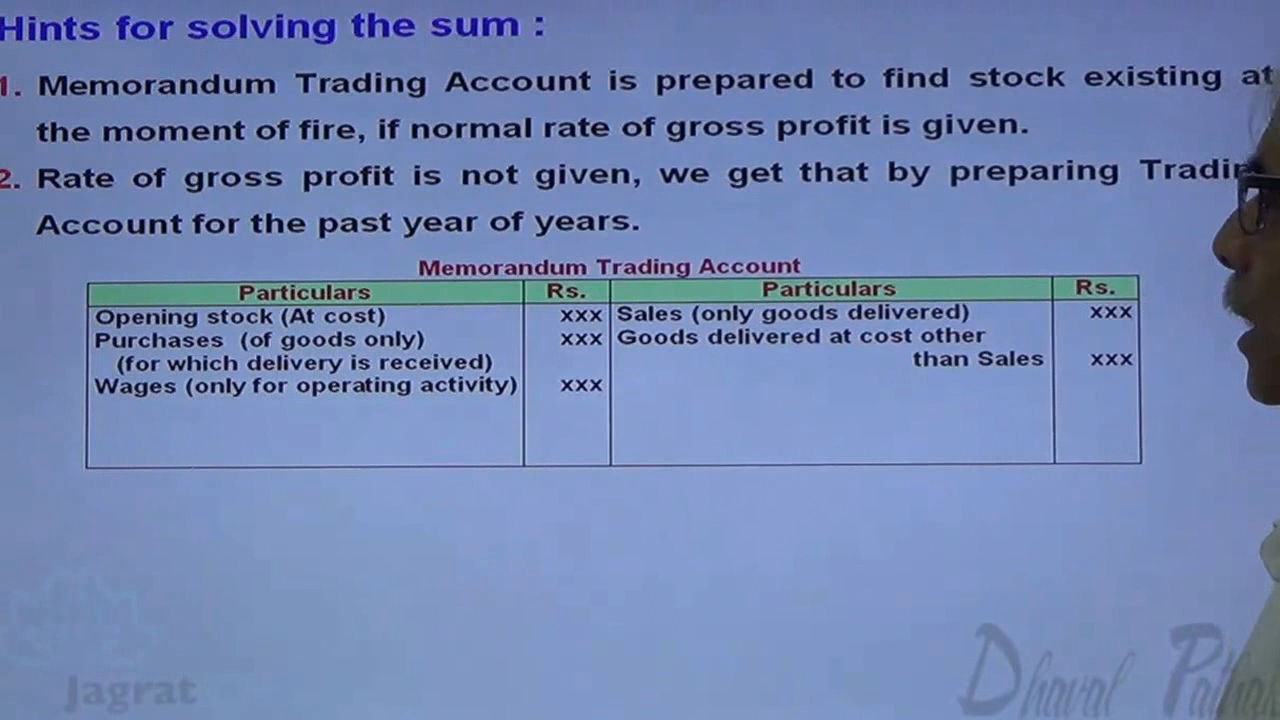 Hints for solving the sum :
1. Memorandum Trading Account is prepared to find stock existing at
the moment of fire, if normal rate of gross profit is given.
2. Rate of gross profit is not given, we get that by preparing
Account for the past year of years.
Memorandum Trading Account
Particulars Rs. Particulars Rs.
Opening stock (At cost) xxx Sales (only goods delivered) xxx
Purchases (of goods only) xxx Goods delivered at cost other
(for which delivery is received) than Sales xxx
Wages (only for operating activity) xxx
Jagrat
Dhaval